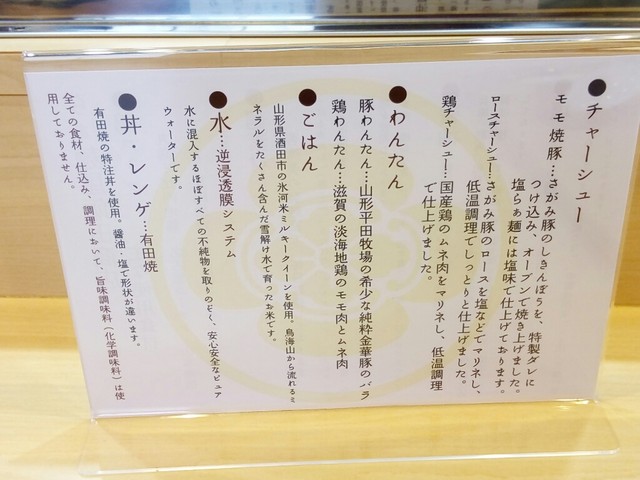 ●チャーシュー
モモ焼豚…さがみ豚のしきんぼうを、特製ダレに
つけ込み、オーブンで焼き上げました。
塩らぁ麺には塩味で仕上げております。
ロースチャーシュー…さがみ豚のロースを塩などでマリネし、
低温調理でしっとりと仕上げました。
鶏チャーシュー…国産鶏のムネ肉をマリネし、低温調理
で仕上げました。
●わんたん
豚わんたん…山形平田牧場の希少な純粋金華豚のバラ
鶏わんたん…滋賀の淡海地鶏のモモ肉とムネ肉
●ごはん
山形県酒田市の氷河米ミルキークイーンを使用。鳥海山から流れるミ
ネラルをたくさん含んだ雪解け水で育ったお米です。
●水…逆浸透膜システム
水に混入するほぼすべての不純物を取りのぞく、安心安全なピュア
ウォーターです。
●丼・レンゲ…有田焼
有田焼の特注丼を使用。醤油・塩で形状が違います。
全ての食材、仕込み、調理において、旨味調味料（化学調味料）は使
用しておりません。